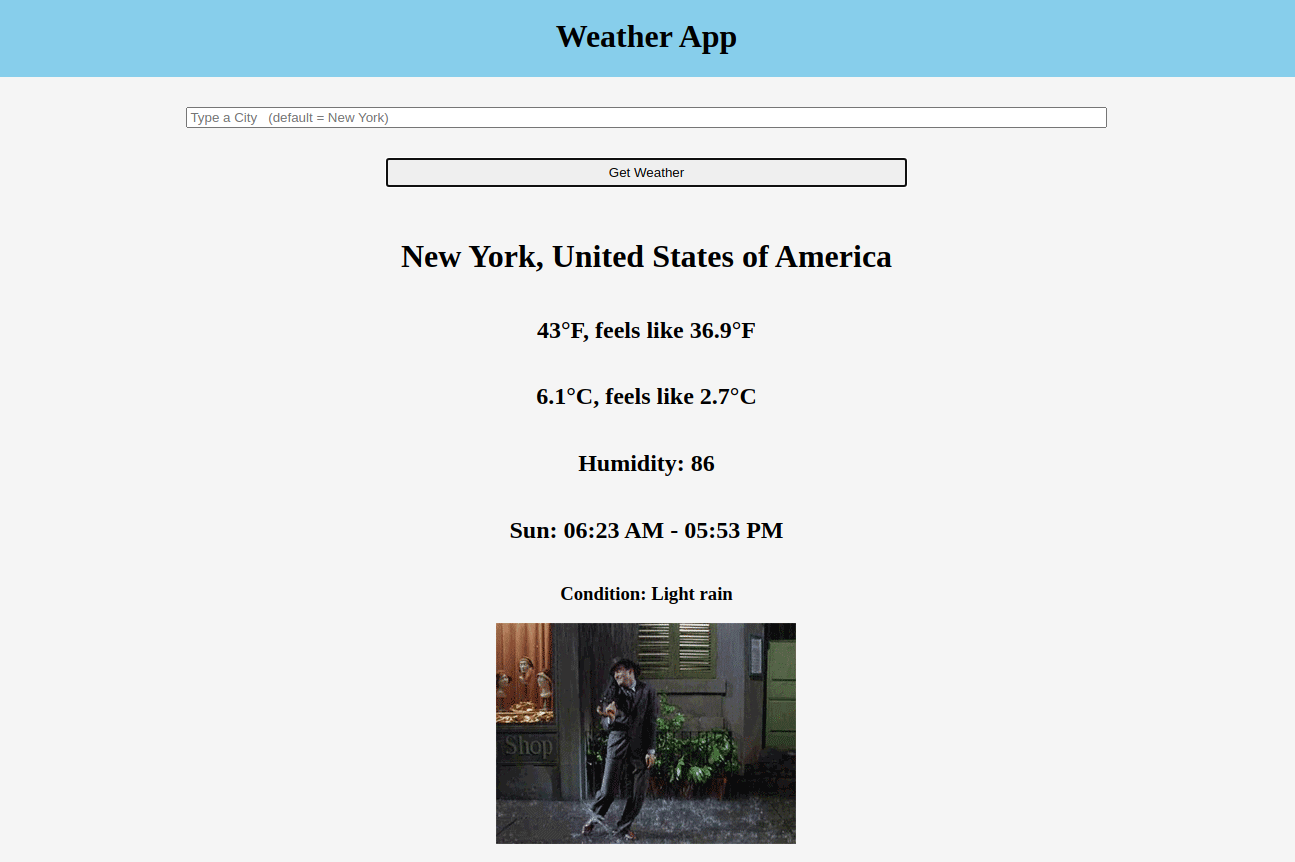 Weather App
Type a City   (default = New York)
Get Weather
New York, United States of America
43°F, feels like 36.9°F
6.1°C, feels like 2.7°C
Humidity: 86
Sun: 06:23 AM - 05:53 PM
Condition: Light rain
Shop